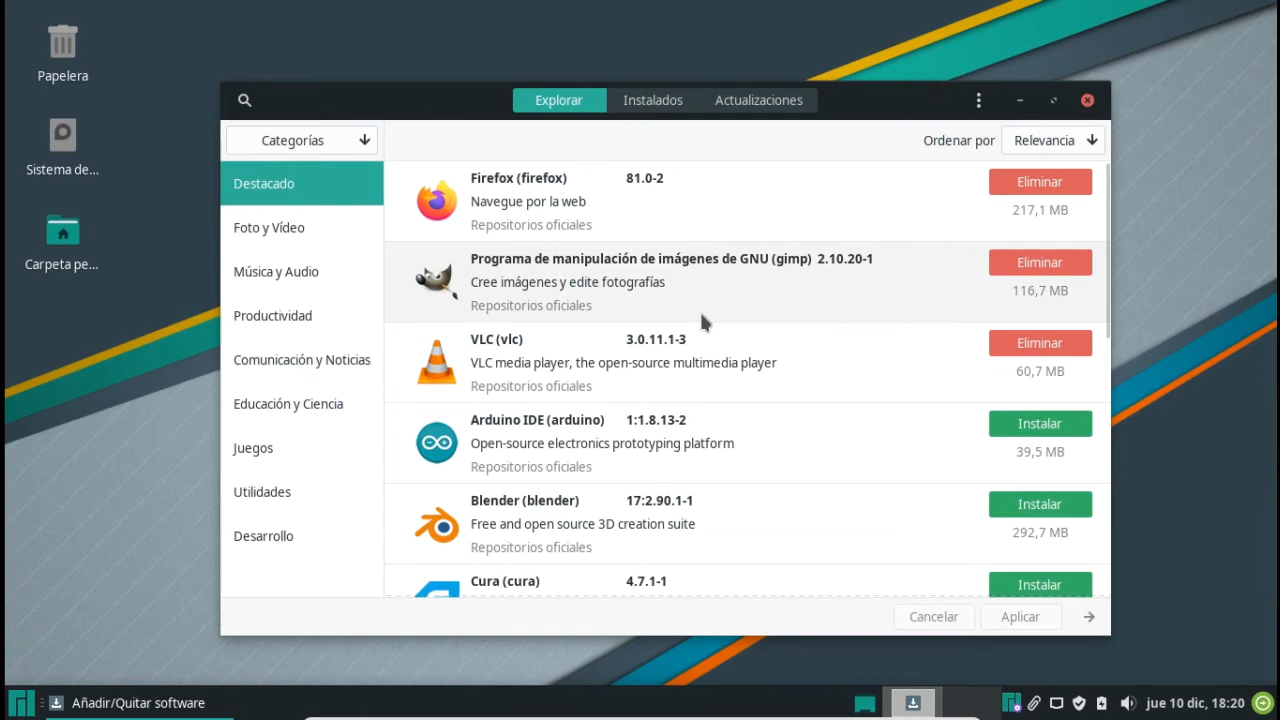 Papelera
Sistema de...
Carpeta pe...
Explorar
Instalados
Actualizaciones
Categorías
Ordenar por
Relevancia
Destacado
Foto y Vídeo
Música y Audio
Productividad
Comunicación y Noticias
Educación y Ciencia
Juegos
Utilidades
Desarrollo
Firefox (firefox) 81.0-2
Navegue por la web
Repositorios oficiales
Eliminar
217,1 MB
Programa de manipulación de imágenes de GNU (gimp) 2.10.20-1
Cree imágenes y edite fotografías
Repositorios oficiales
Eliminar
116,7 MB
VLC (vlc) 3.0.11.1-3
VLC media player, the open-source multimedia player
Repositorios oficiales
Eliminar
60,7 MB
Arduino IDE (arduino) 1:1.8.13-2
Open-source electronics prototyping platform
Repositorios oficiales
Instalar
39,5 MB
Blender (blender) 17:2.90.1-1
Free and open source 3D creation suite
Repositorios oficiales
Instalar
292,7 MB
Cura (cura) 4.7.1-1
Instalar
Cancelar
Aplicar
Añadir/Quitar software
jue 10 dic, 18:20